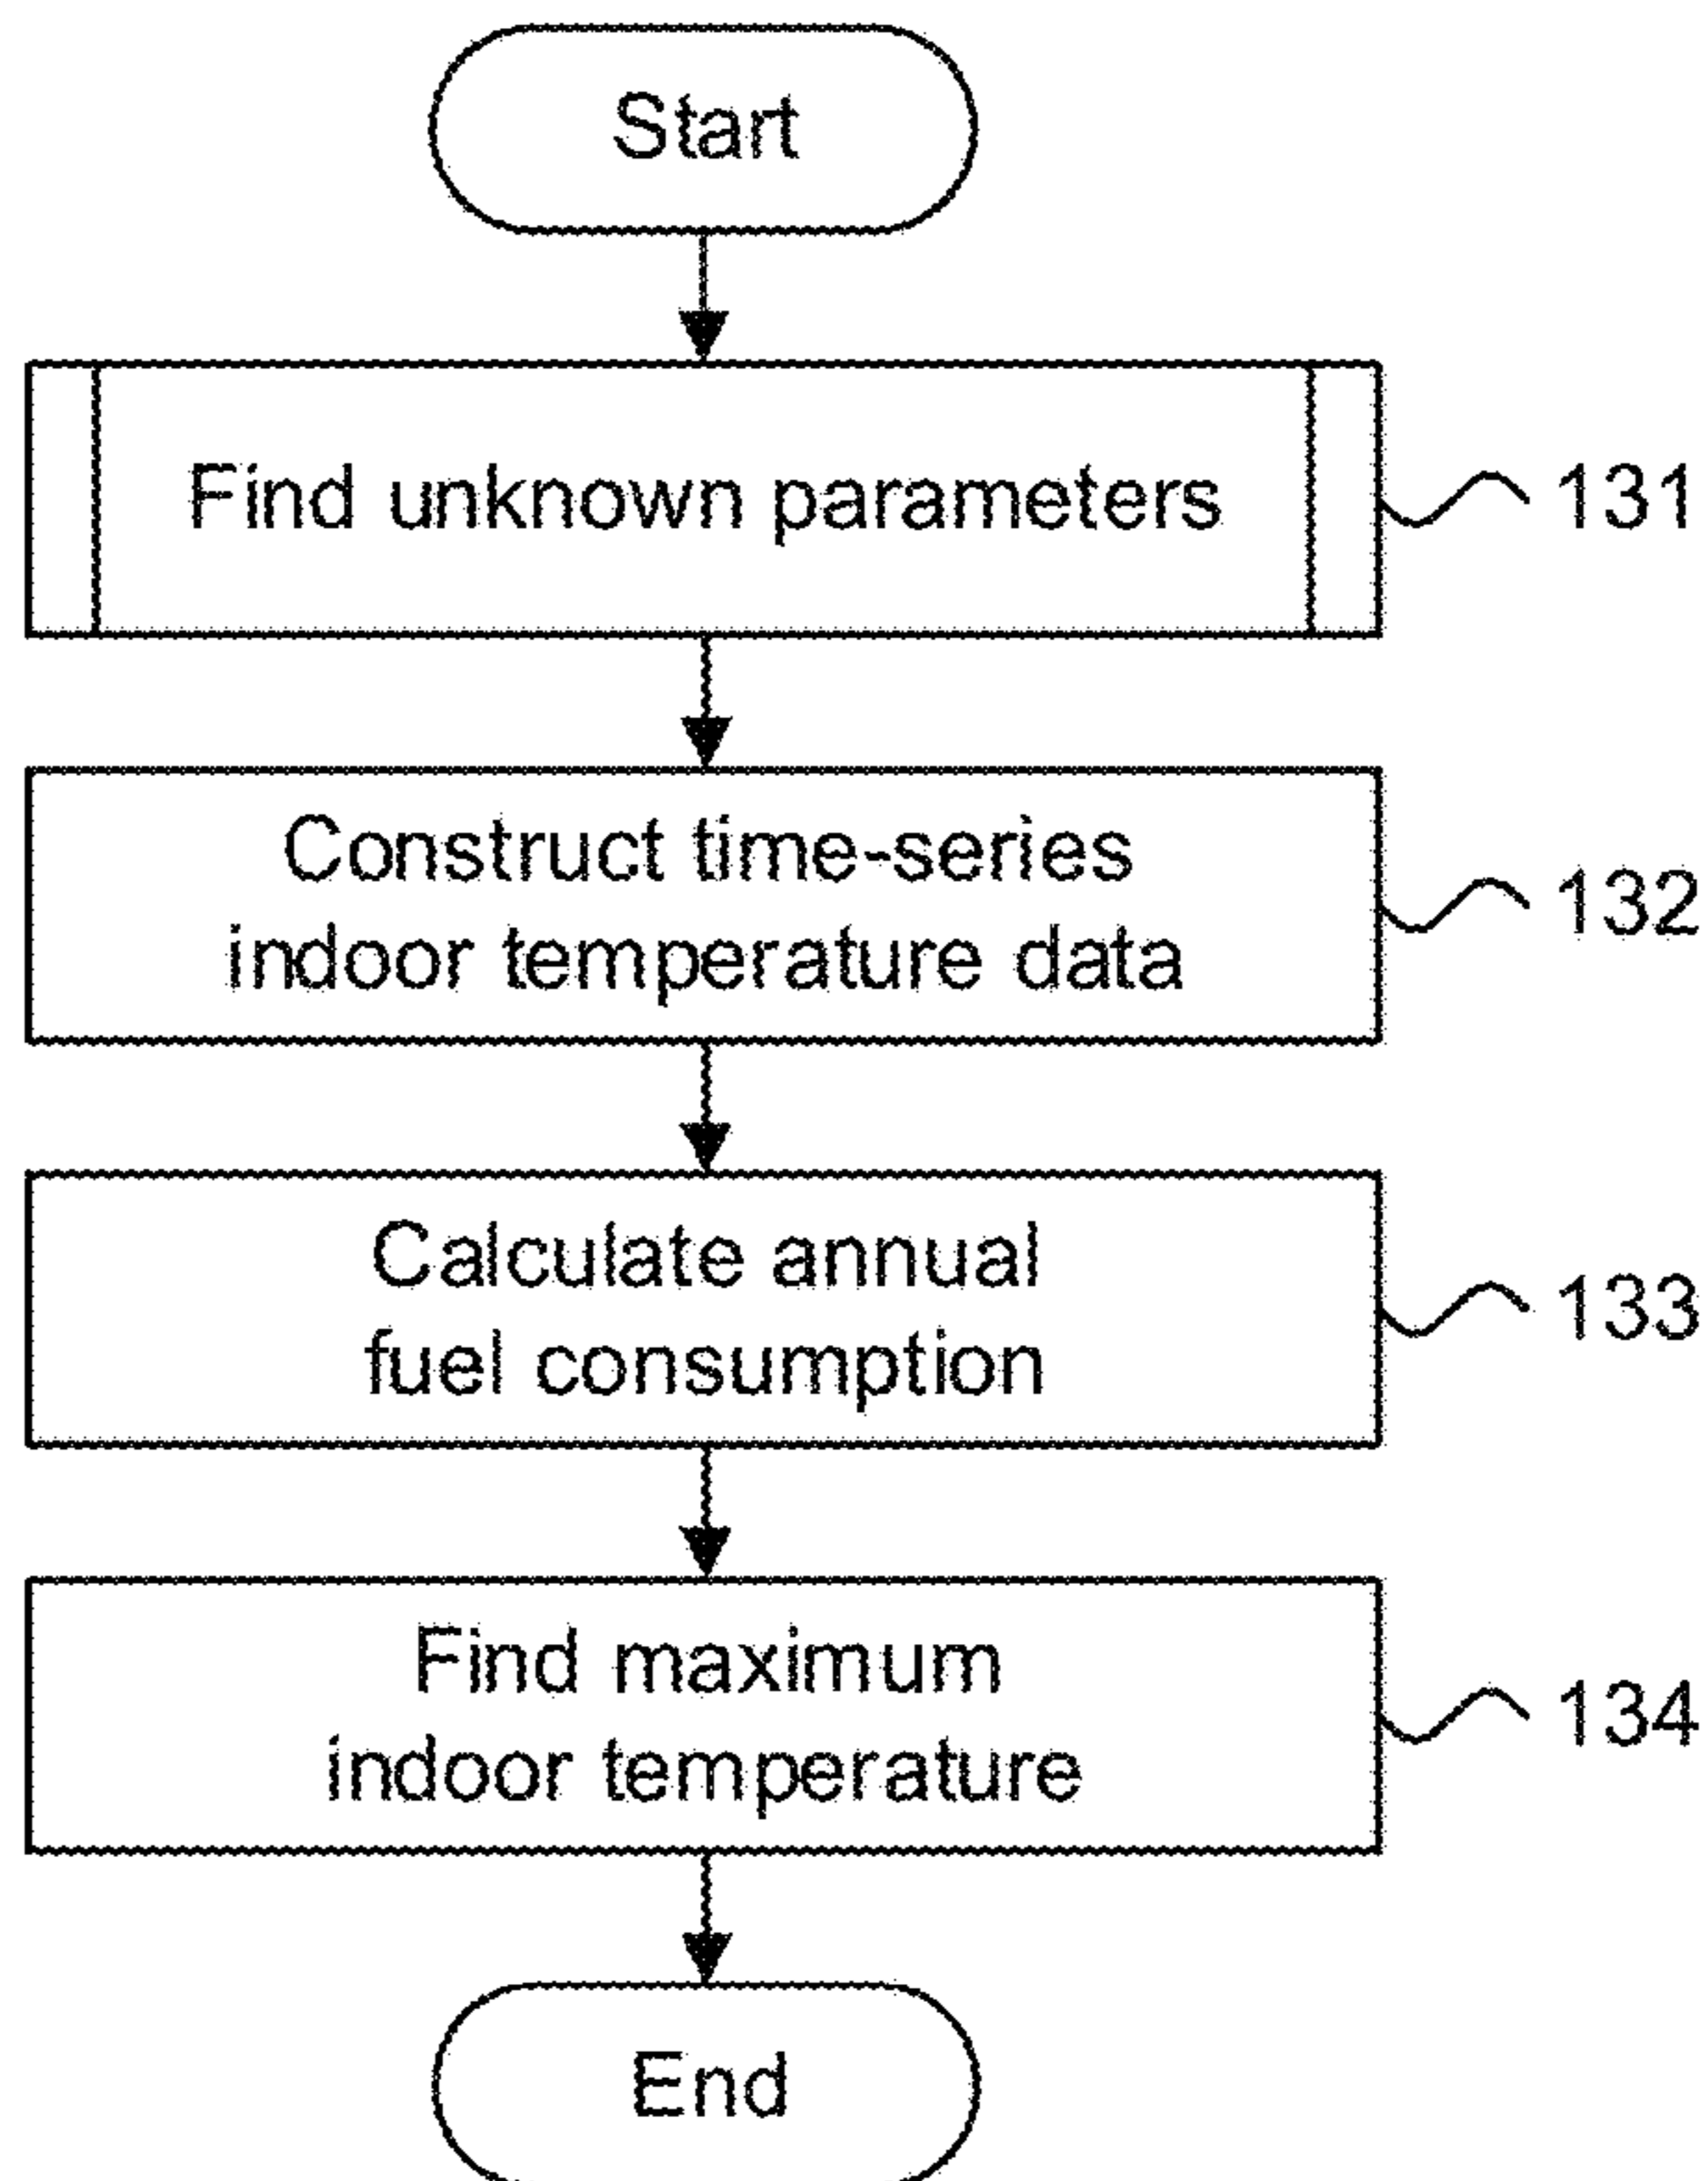 Start
Find unknown parameters
131
Construct time-series
indoor temperature data
132
Calculate annual
fuel consumption
133
Find maximum
indoor temperature
134
End